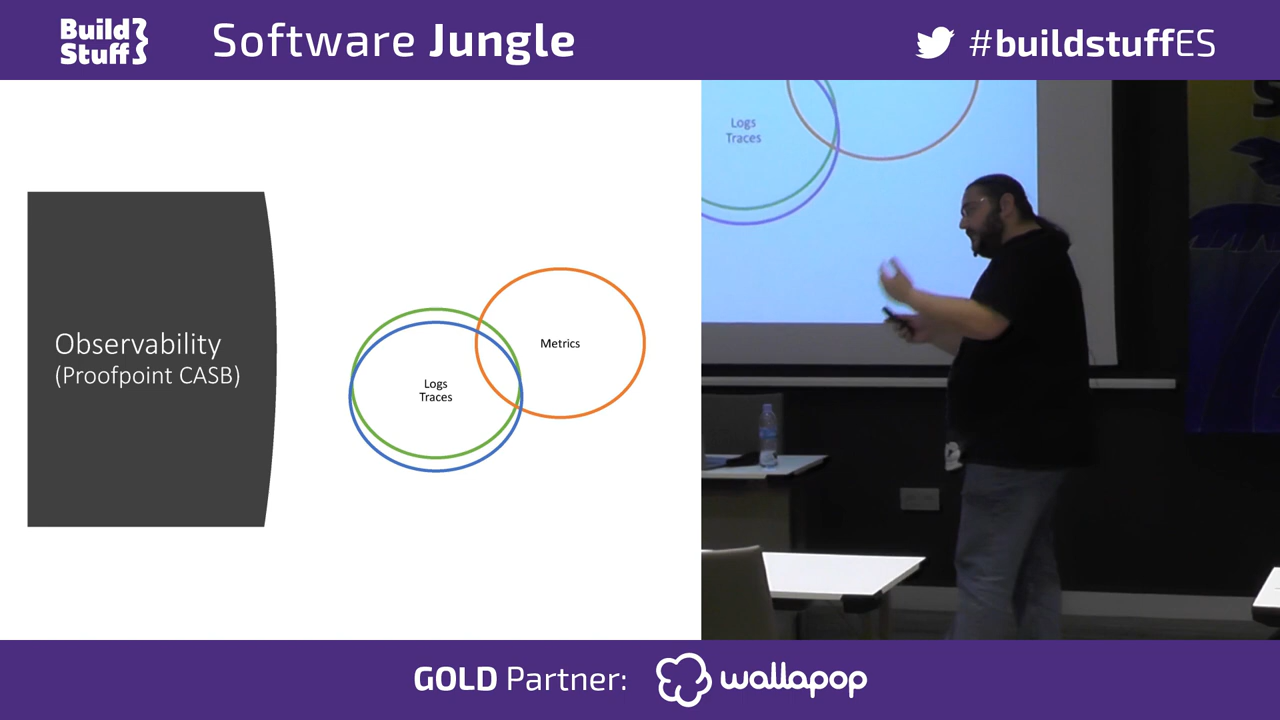 Build
Stuff
Software Jungle
#buildstuffES
Observability
(Proofpoint CASB)
Metrics
Logs
Traces
Logs
Traces
GOLD Partner:
wallapop